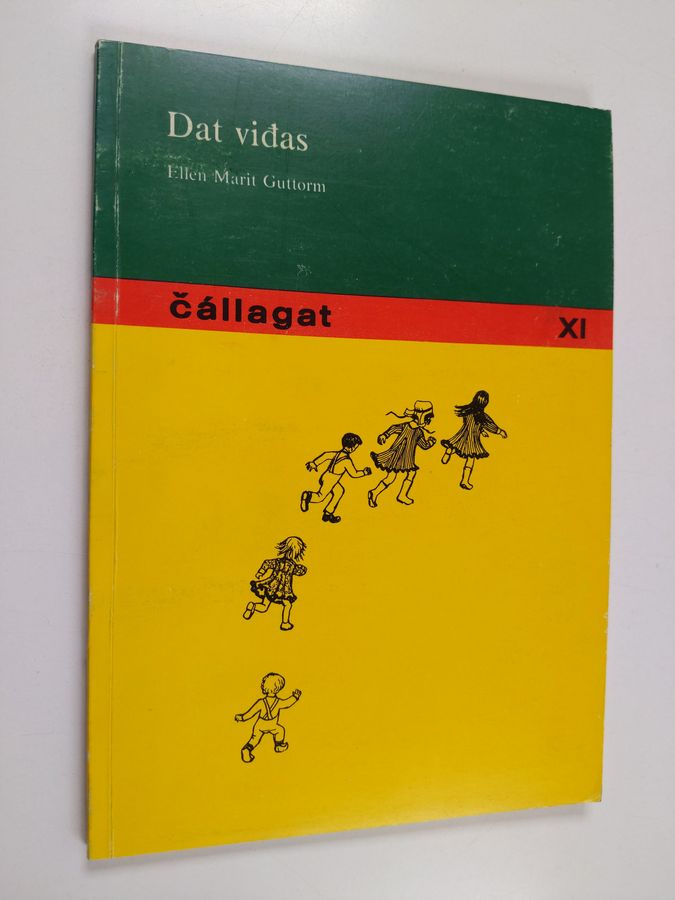 Dat viđas
Ellen Marit Guttorm
čállagat XI